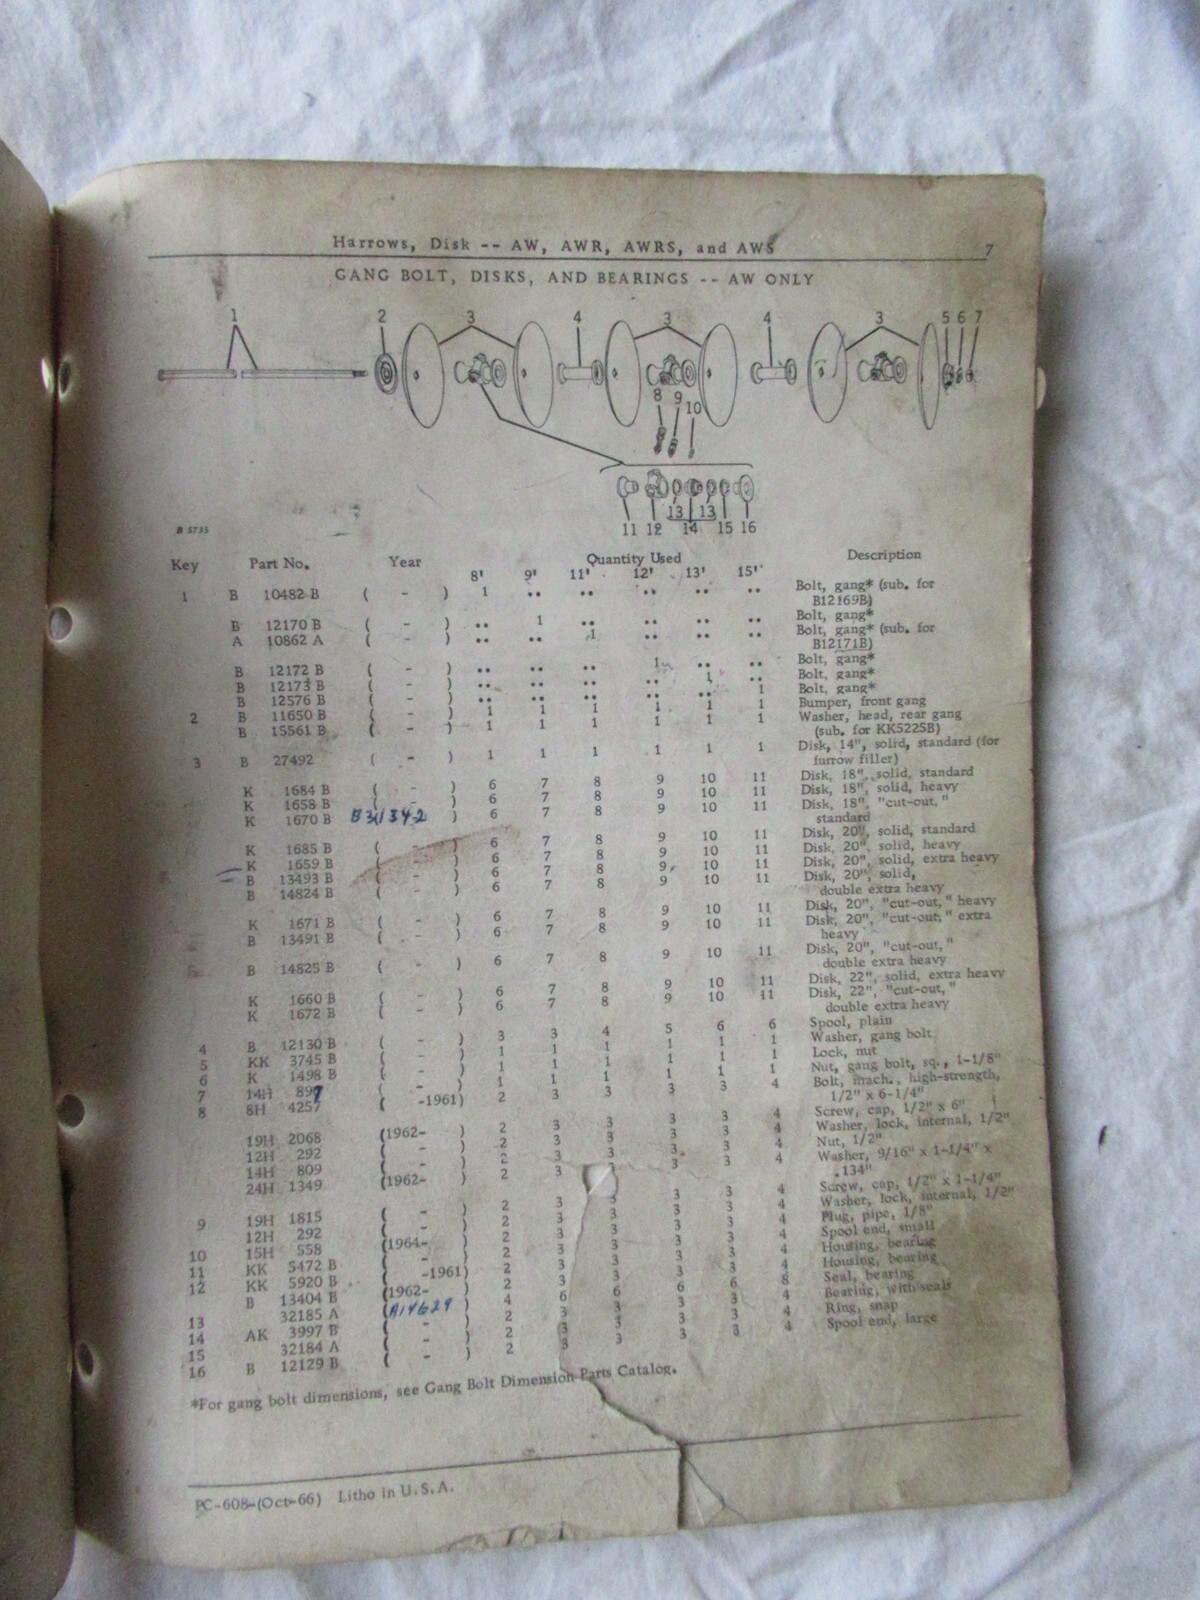 Harrows, Disk -- AW, AWR, AWRS, and AWS 7
GANG BOLT, DISKS, AND BEARINGS -- AW ONLY
1 2 3 4 3 4 3 5 6 7
8 9 10
13 13
11 12 14 15 16
B 5735
Key Part No. Year Quantity Used Description
8' 9' 11' 12' 13' 15'
1 B 10482 B ( - ) 1 .. .. .. .. .. Bolt, gang* (sub. for
B12169B)
B 12170 B ( - ) .. 1 .. .. .. .. Bolt, gang*
A 10862 A ( - ) .. .. 1 .. .. .. Bolt, gang* (sub. for
B12171B)
B 12172 B ( - ) .. .. .. 1 .. .. Bolt, gang*
B 12173 B ( - ) .. .. .. .. 1 .. Bolt, gang*
B 12576 B ( - ) .. .. .. .. .. 1 Bolt, gang*
2 B 11650 B ( - ) 1 1 1 1 1 1 Bumper, front gang
B 15561 B ( - ) 1 1 1 1 1 1 Washer, head, rear gang
(sub. for KK5225B)
3 B 27492 ( - ) 1 1 1 1 1 1 Disk, 14", solid, standard (for
furrow filler)
K 1684 B ( - ) 6 7 8 9 10 11 Disk, 18", solid, standard
K 1658 B ( - ) 6 7 8 9 10 11 Disk, 18", solid, heavy
K 1670 B B31342 ) 6 7 8 9 10 11 Disk, 18", "cut-out,"
standard
K 1685 B ( - ) 6 7 8 9 10 11 Disk, 20", solid, standard
K 1659 B ( - ) 6 7 8 9 10 11 Disk, 20", solid, heavy
B 13493 B ( - ) 6 7 8 9 10 11 Disk, 20", solid, extra heavy
B 14824 B ( - ) 6 7 8 9 10 11 Disk, 20", solid,
double extra heavy
K 1671 B ( - ) 6 7 8 9 10 11 Disk, 20", "cut-out," heavy
B 13491 B ( - ) 6 7 8 9 10 11 Disk, 20", "cut-out," extra
heavy
B 14825 B ( - ) 6 7 8 9 10 11 Disk, 20", "cut-out,"
double extra heavy
K 1660 B ( - ) 6 7 8 9 10 11 Disk, 22", solid, extra heavy
K 1672 B ( - ) 6 7 8 9 10 11 Disk, 22", "cut-out,"
double extra heavy
4 B 12130 B ( - ) 3 3 4 5 6 6 Spool, plain
5 KK 3745 B ( - ) 1 1 1 1 1 1 Washer, gang bolt
6 K 1498 B ( - ) 1 1 1 1 1 1 Lock, nut
7 14H 897 ( - ) 1 1 1 1 1 1 Nut, gang bolt, sq., 1-1/8"
8 8H 4257 ( -1961) 2 3 3 3 3 4 Bolt, mach., high-strength,
1/2" x 6-1/4"
19H 2068 (1962- ) 2 3 3 3 3 4 Screw, cap, 1/2" x 6"
12H 292 ( - ) 2 3 3 3 3 4 Washer, lock, internal, 1/2"
14H 809 ( - ) 2 3 3 3 3 4 Nut, 1/2"
24H 1349 (1962- ) 2 3 3 3 4 Washer, 9/16" x 1-1/4" x
.134"
9 19H 1815 ( - ) 2 3 3 3 3 4 Screw, cap, 1/2" x 1-1/4"
12H 292 ( - ) 2 3 3 3 3 4 Washer, lock, internal, 1/2"
10 15H 558 (1964- ) 2 3 3 3 3 4 Plug, pipe, 1/8"
11 KK 5472 B ( - ) 2 3 3 3 3 4 Spool end, small
12 KK 5920 B ( -1961) 2 3 3 3 3 4 Housing, bearing
B 13404 B (1962- ) 2 3 3 3 3 4 Housing, bearing
13 32185 A (A14629 ) 4 6 6 6 6 8 Seal, bearing
14 AK 3997 B ( - ) 2 3 3 3 3 4 Bearing, with seals
15 32184 A ( - ) 2 3 3 3 3 4 Ring, snap
16 B 12129 B ( - ) 2 3 3 3 3 4 Spool end, large
*For gang bolt dimensions, see Gang Bolt Dimension Parts Catalog.
PC-608-(Oct-66) Litho in U.S.A.